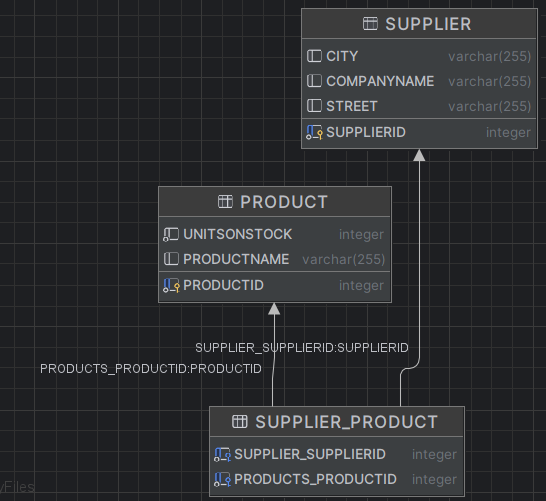 SUPPLIER
CITY varchar(255)
COMPANYNAME varchar(255)
STREET varchar(255)
SUPPLIERID integer
PRODUCT
UNITSONSTOCK integer
PRODUCTNAME varchar(255)
PRODUCTID integer
SUPPLIER_SUPPLIERID:SUPPLIERID
PRODUCTS_PRODUCTID:PRODUCTID
SUPPLIER_PRODUCT
SUPPLIER_SUPPLIERID integer
PRODUCTS_PRODUCTID integer
yFiles